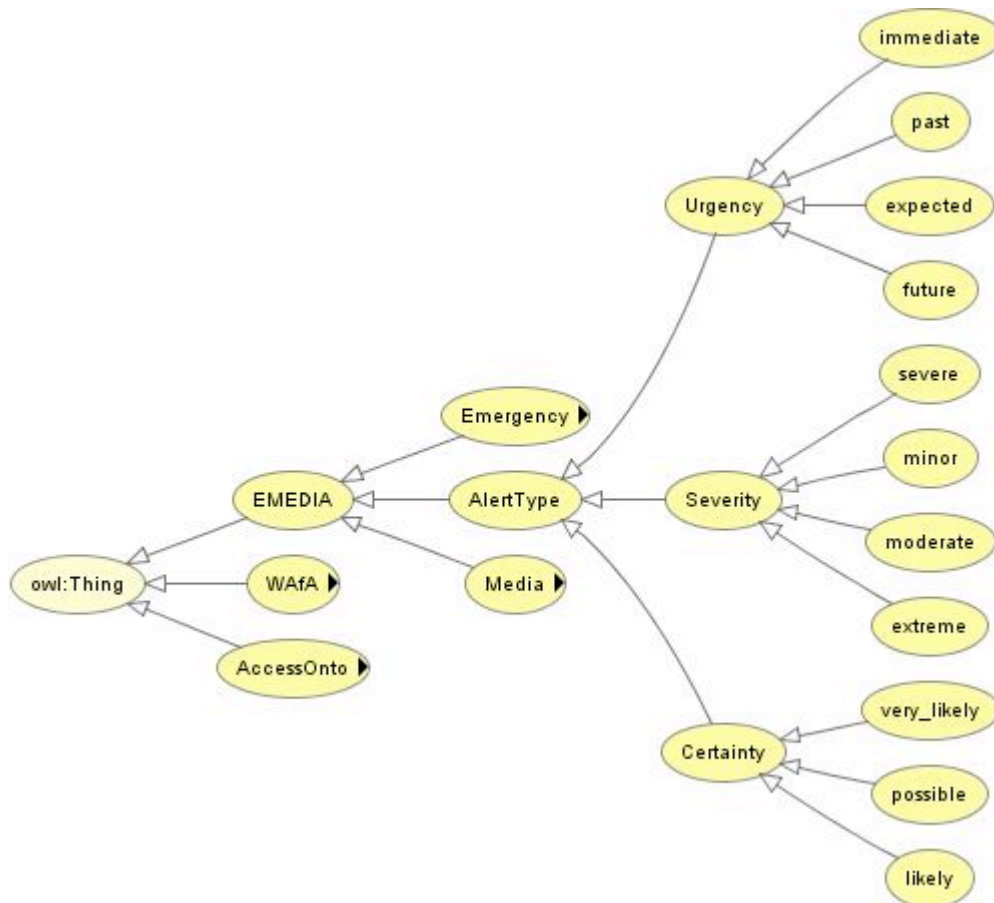 immediate
past
Urgency
expected
future
severe
Emergency
minor
EMEDIA
AlertType
Severity
moderate
owl:Thing
WAfA
Media
extreme
AccessOnto
very_likely
Certainty
possible
likely